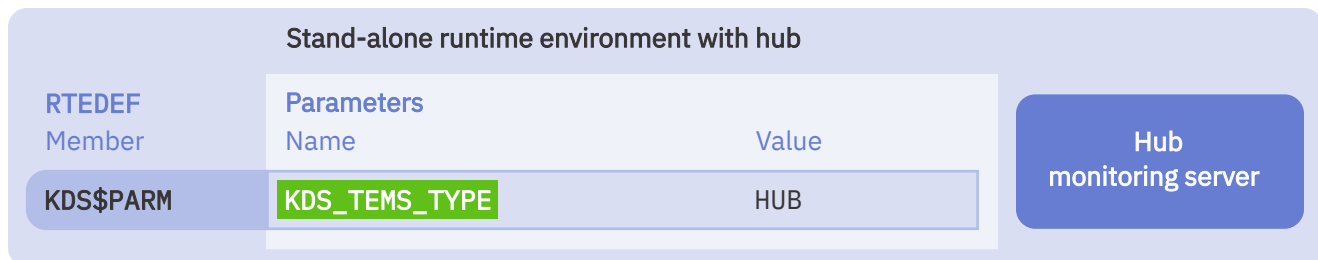 Stand-alone runtime environment with hub
RTEDEF Parameters
Member Name Value
KDS$PARM KDS_TEMS_TYPE HUB
Hub
monitoring server